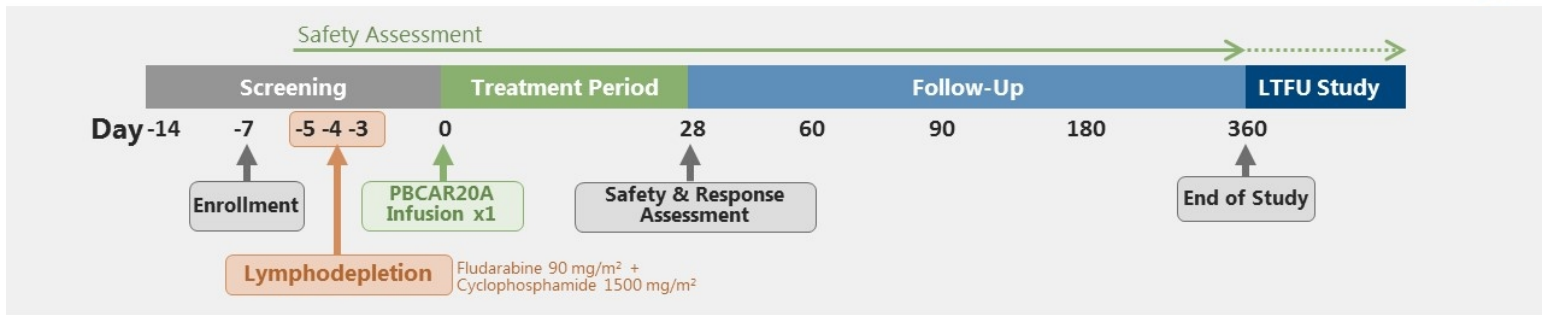 Safety Assessment
Screening Treatment Period Follow-Up LTFU Study
Day -14 -7 -5 -4 -3 0 28 60 90 180 360
Enrollment
PBCAR20A
Infusion x1
Safety & Response
Assessment
End of Study
Lymphodepletion
Fludarabine 90 mg/m² +
Cyclophosphamide 1500 mg/m²